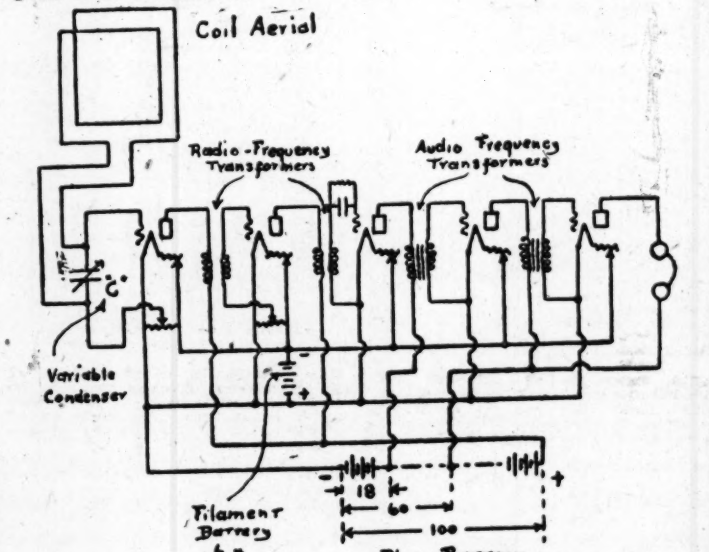 Coil Aerial
Radio-Frequency
Transformers
Audio Frequency
Transformers
"C"
Variable
Condenser
-
+
- 18
+
60
100
Filament
Battery